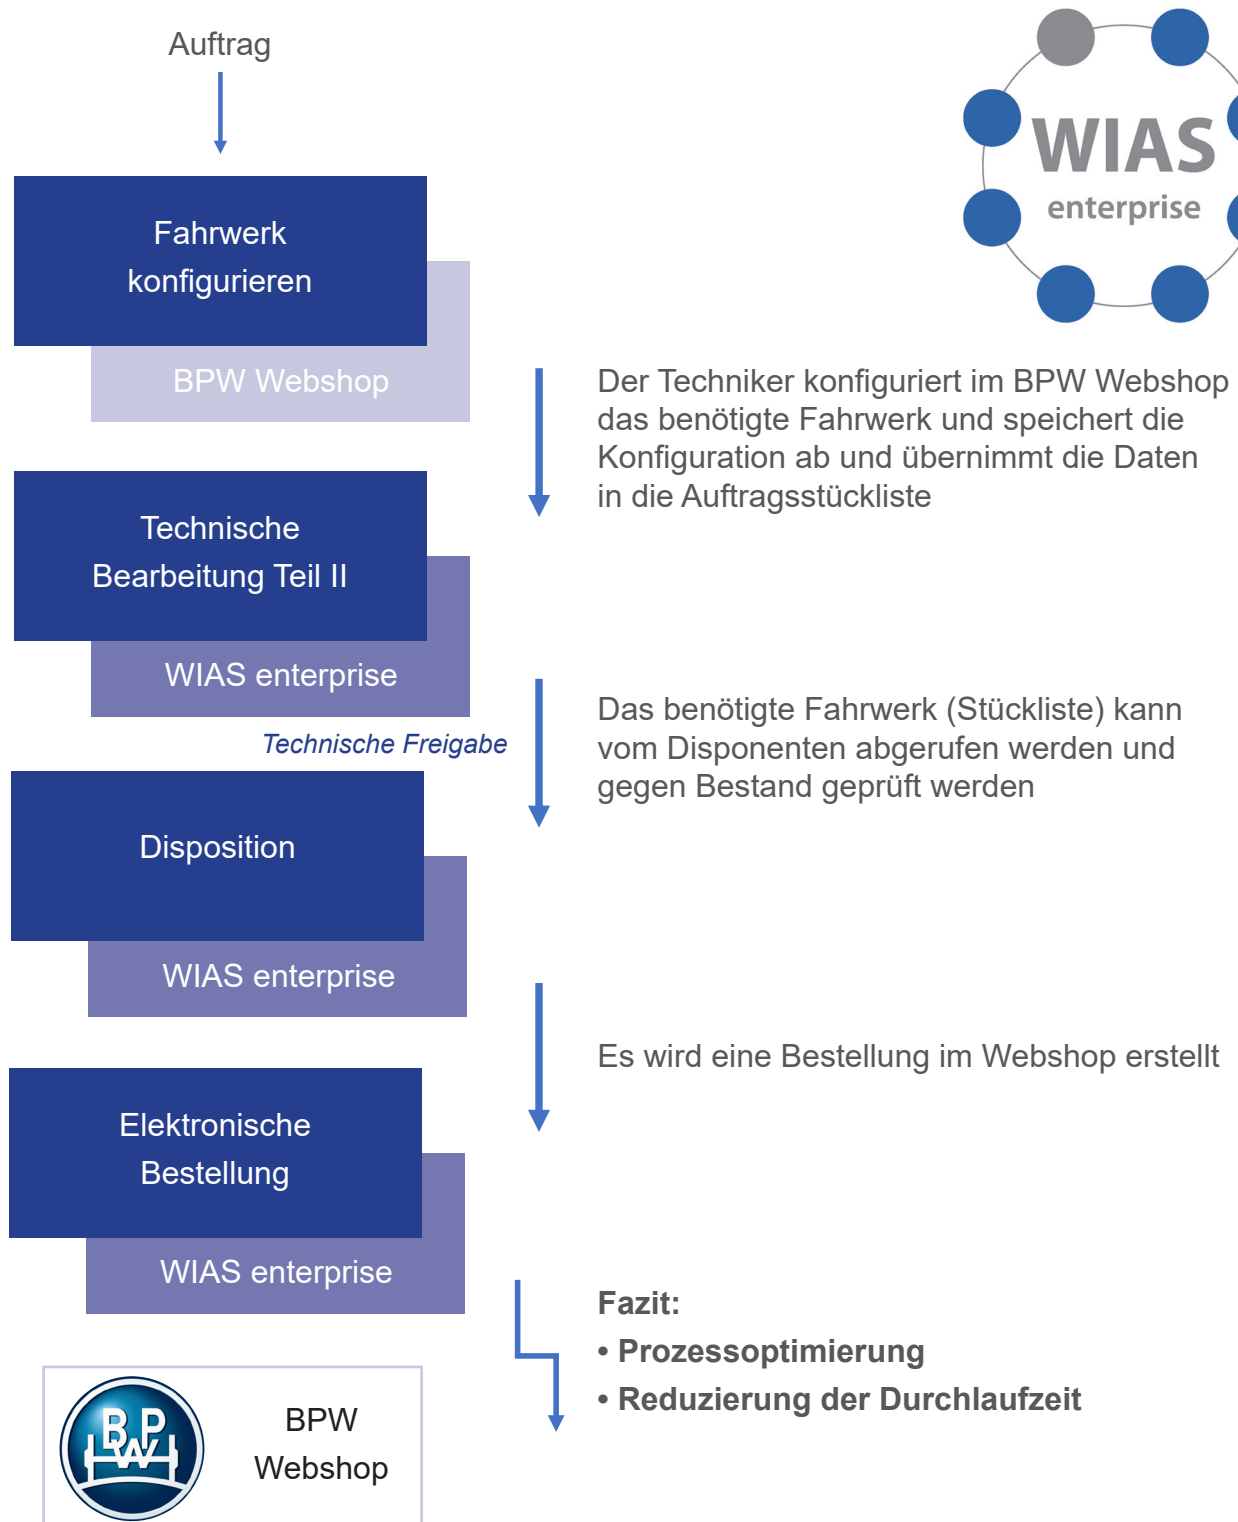 Auftrag
WIAS
enterprise
Fahrwerk
konfigurieren
BPW Webshop
Der Techniker konfiguriert im BPW Webshop
das benötigte Fahrwerk und speichert die
Konfiguration ab und übernimmt die Daten
in die Auftragsstückliste
Technische
Bearbeitung Teil II
WIAS enterprise
Technische Freigabe
Das benötigte Fahrwerk (Stückliste) kann
vom Disponenten abgerufen werden und
gegen Bestand geprüft werden
Disposition
WIAS enterprise
Es wird eine Bestellung im Webshop erstellt
Elektronische
Bestellung
WIAS enterprise
Fazit:
• Prozessoptimierung
• Reduzierung der Durchlaufzeit
BPW
BPW
Webshop